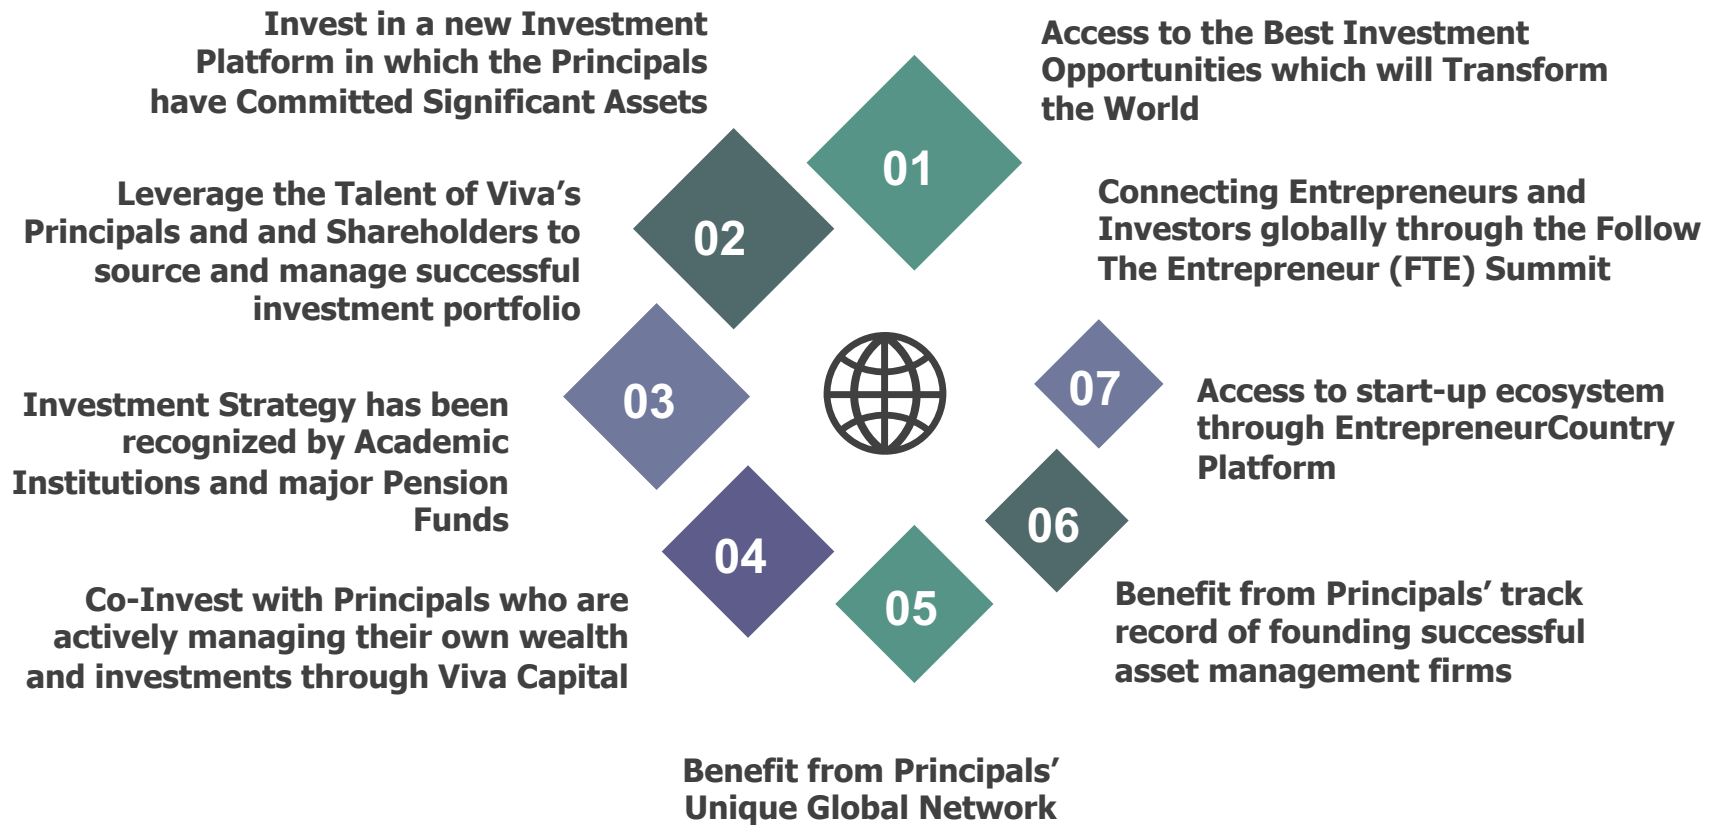 Invest in a new Investment
Platform in which the Principals
have Committed Significant Assets
Access to the Best Investment
Opportunities which will Transform
the World
01
Leverage the Talent of Viva’s
Principals and and Shareholders to
source and manage successful
investment portfolio
02
Connecting Entrepreneurs and
Investors globally through the Follow
The Entrepreneur (FTE) Summit
Investment Strategy has been
recognized by Academic
Institutions and major Pension
Funds
03
07
Access to start-up ecosystem
through EntrepreneurCountry
Platform
04
06
Co-Invest with Principals who are
actively managing their own wealth
and investments through Viva Capital
05
Benefit from Principals’ track
record of founding successful
asset management firms
Benefit from Principals’
Unique Global Network